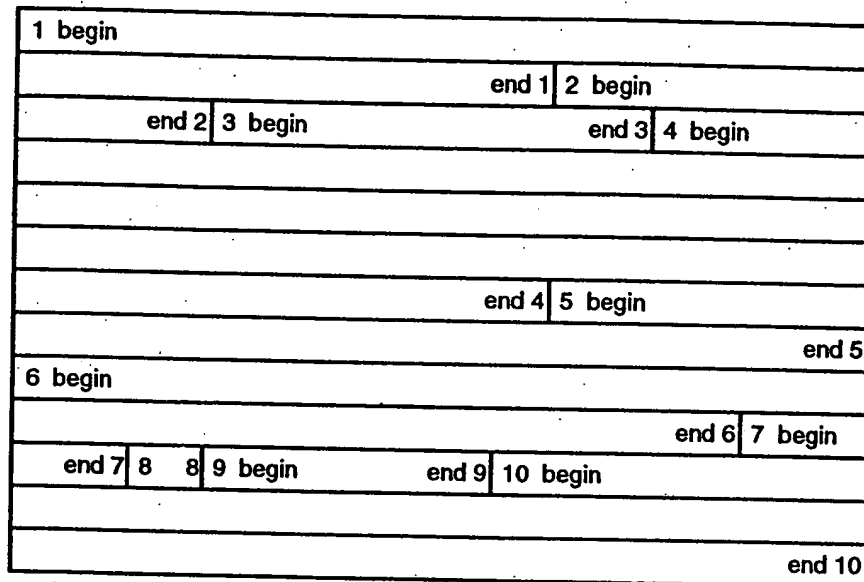 1 begin
end 1 2 begin
end 2 3 begin end 3 4 begin
end 4 5 begin
end 5
6 begin
end 6 7 begin
end 7 8 8 9 begin end 9 10 begin
end 10